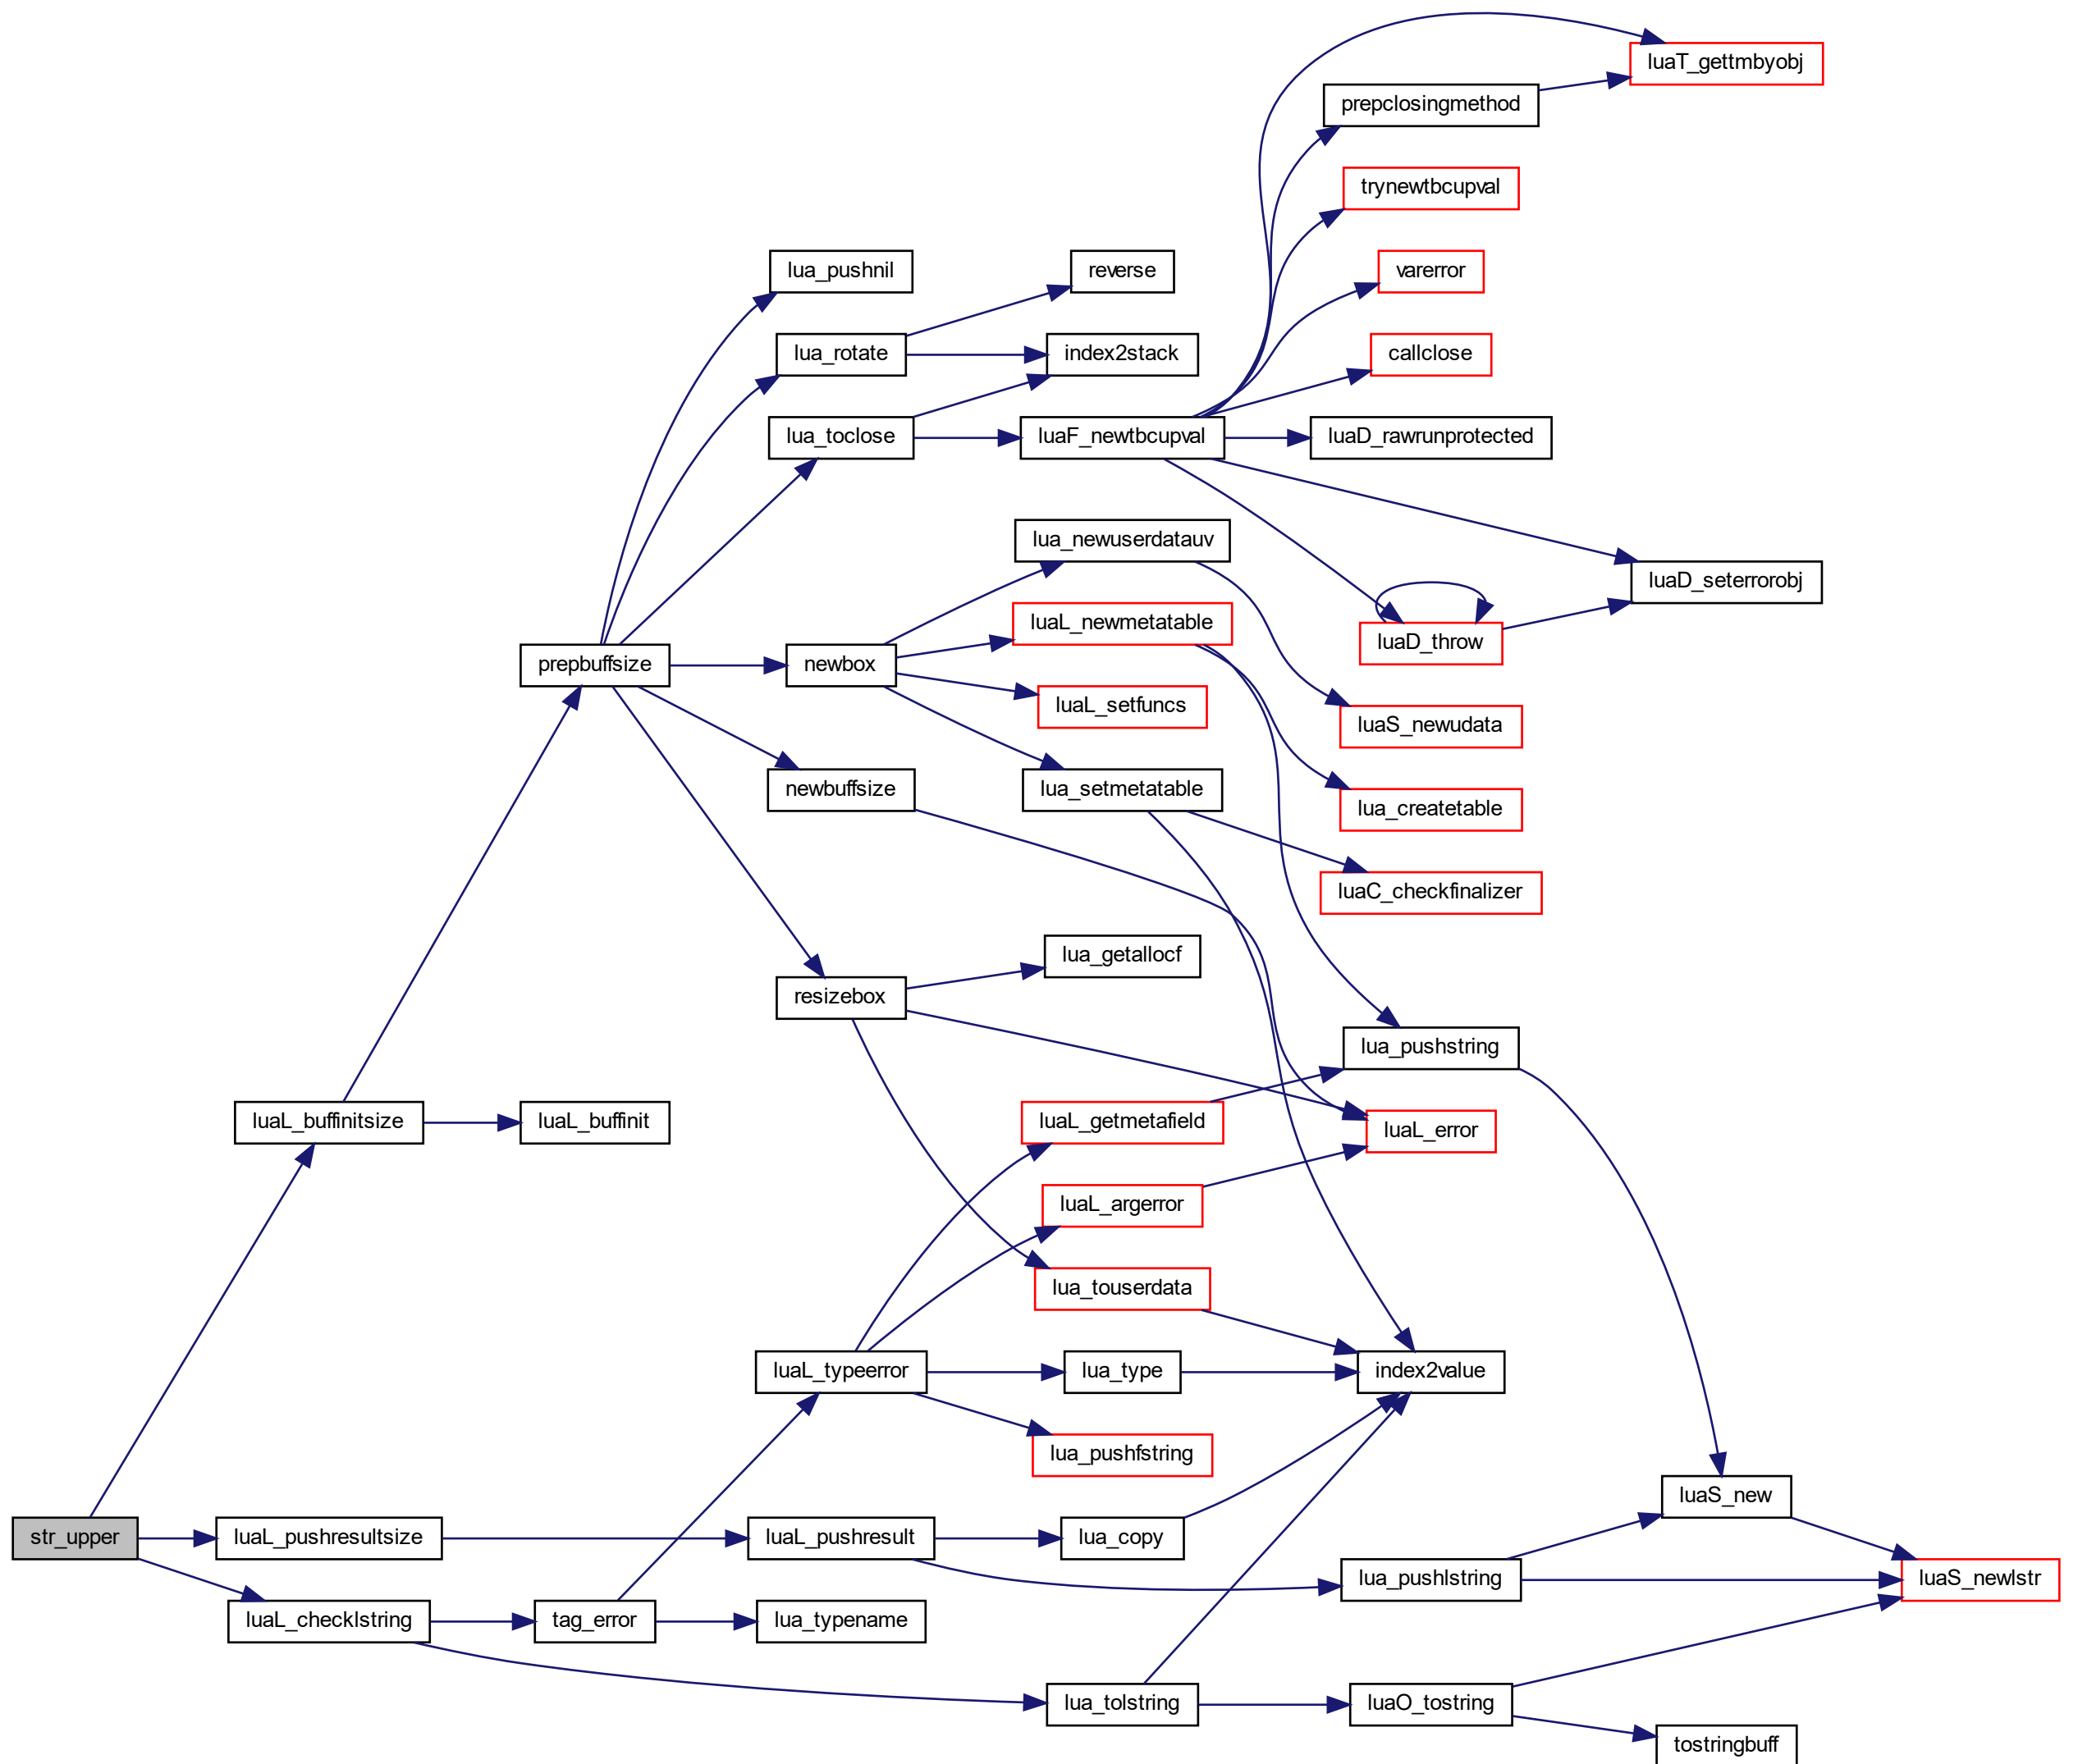 luaT_gettmbyobj
prepclosingmethod
trynewtbcupval
lua_pushnil
reverse
varerror
lua_rotate
index2stack
callclose
lua_toclose
luaF_newtbcupval
luaD_rawrunprotected
lua_newuserdatauv
luaD_seterrorobj
luaL_newmetatable
luaD_throw
prepbuffsize
newbox
luaL_setfuncs
luaS_newudata
newbuffsize
lua_setmetatable
lua_createtable
luaC_checkfinalizer
lua_getallocf
resizebox
lua_pushstring
luaL_buffinitsize
luaL_buffinit
luaL_getmetafield
luaL_error
luaL_argerror
lua_touserdata
luaL_typeerror
lua_type
index2value
lua_pushfstring
luaS_new
str_upper
luaL_pushresultsize
luaL_pushresult
lua_copy
lua_pushlstring
luaS_newlstr
luaL_checklstring
tag_error
lua_typename
lua_tolstring
luaO_tostring
tostringbuff